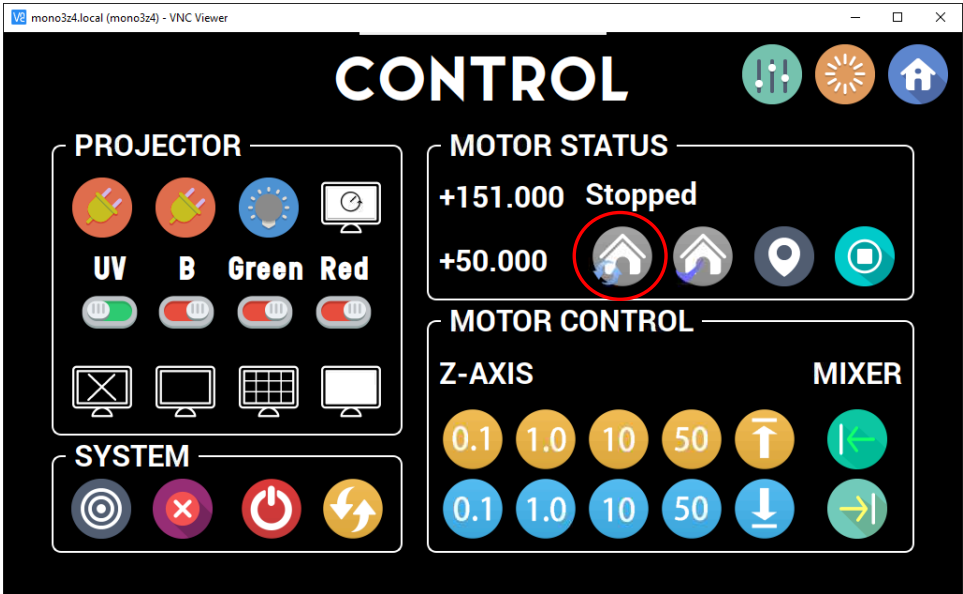 V2 mono3z4.local (mono3z4) - VNC Viewer
CONTROL
PROJECTOR
UV B Green Red
SYSTEM
MOTOR STATUS
+151.000 Stopped
+50.000
MOTOR CONTROL
Z-AXIS MIXER
0.1 1.0 10 50
0.1 1.0 10 50